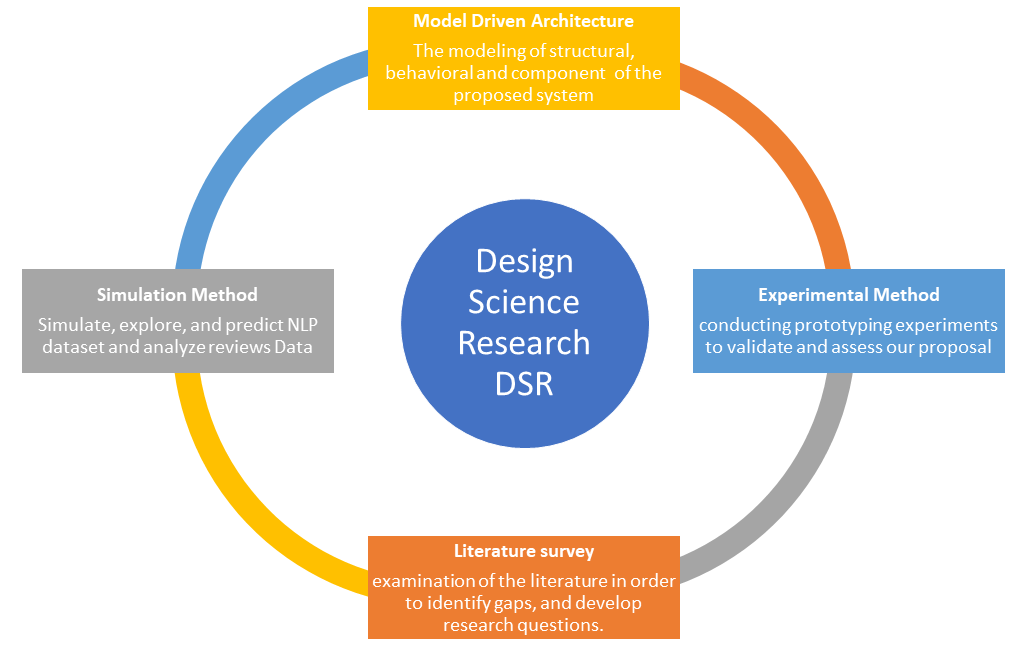 Model Driven Architecture
The modeling of structural,
behavioral and component of the
proposed system
Simulation Method
Simulate, explore, and predict NLP
dataset and analyze reviews Data
Design
Science
Research
DSR
Experimental Method
conducting prototyping experiments
to validate and assess our proposal
Literature survey
examination of the literature in order
to identify gaps, and develop
research questions.